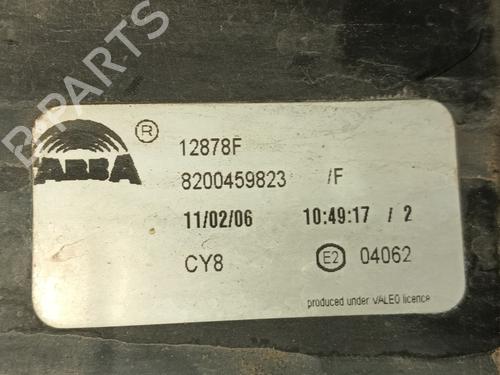 B-PARTS
ABBA ®
12878F
8200459823 /F
11/02/06 10:49:17 / 2
CY8 E2 04062
produced under VALEO licence